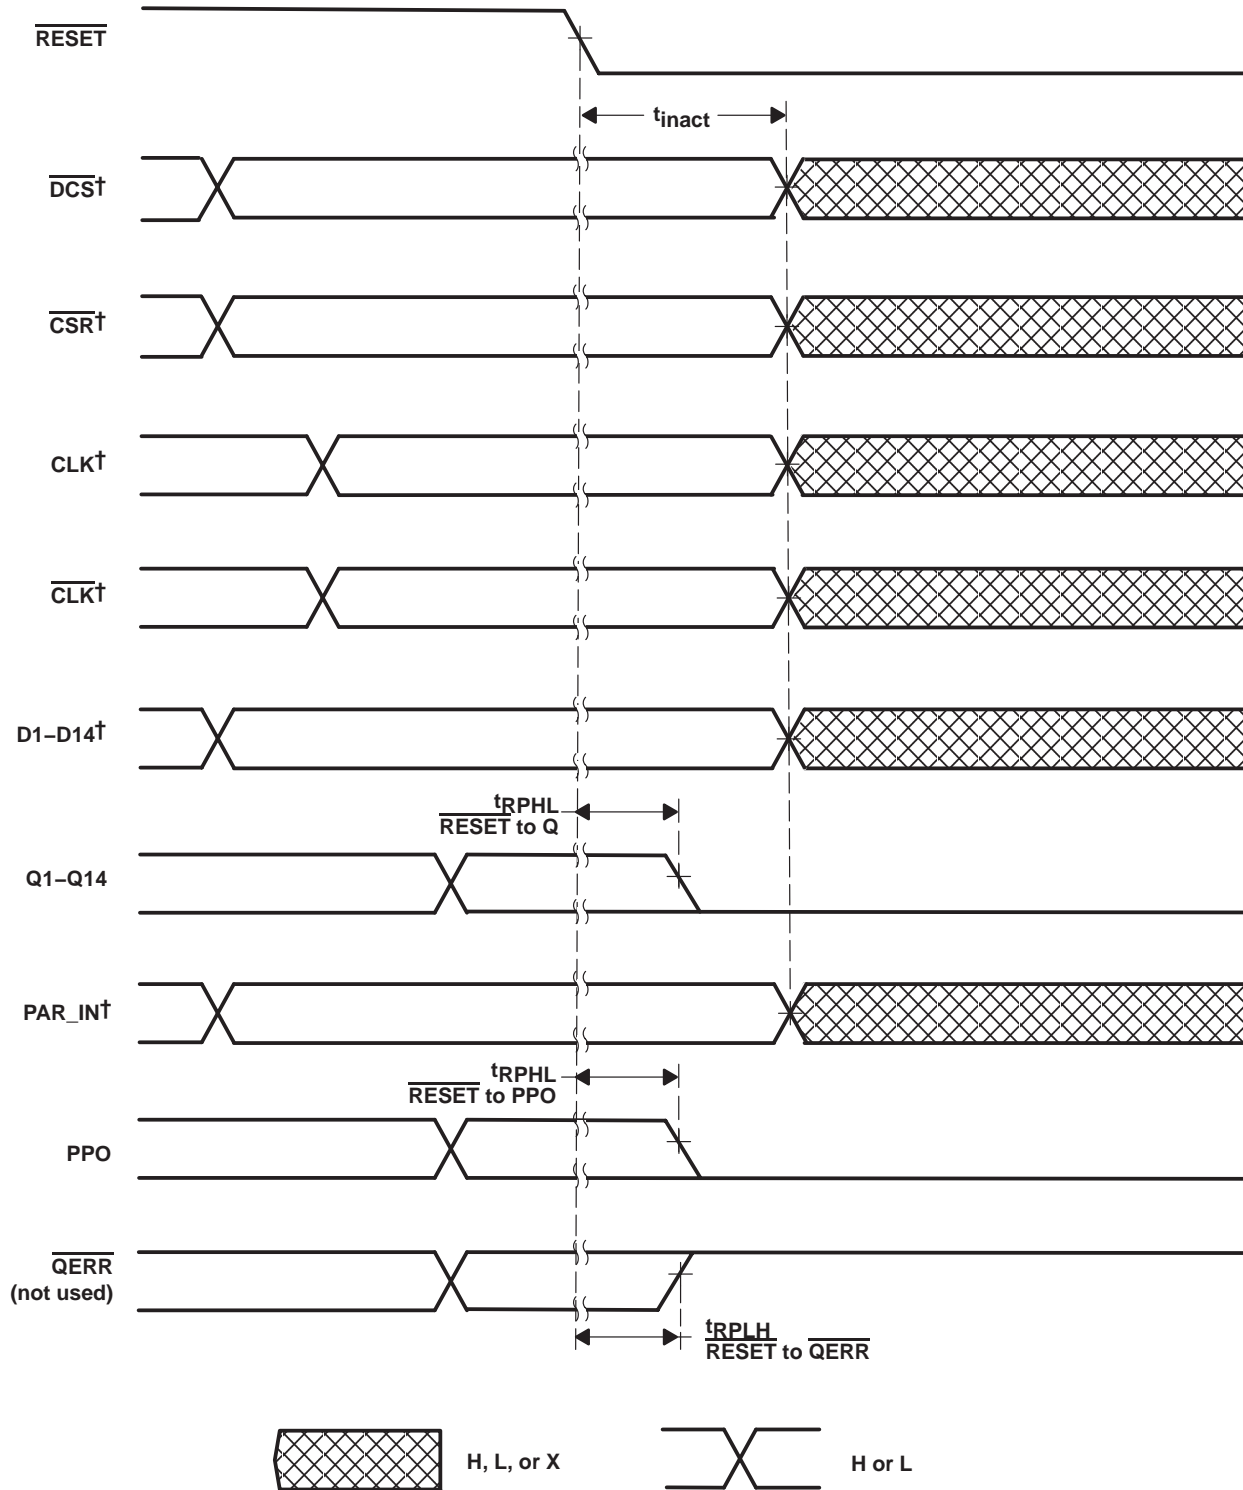 RESET
tinact
DCS†
CSR†
CLK†
CLK†
D1–D14†
tRPHL
RESET to Q
Q1–Q14
PAR_IN†
tRPHL
RESET to PPO
PPO
QERR
(not used)
tRPLH
RESET to QERR
H, L, or X
H or L